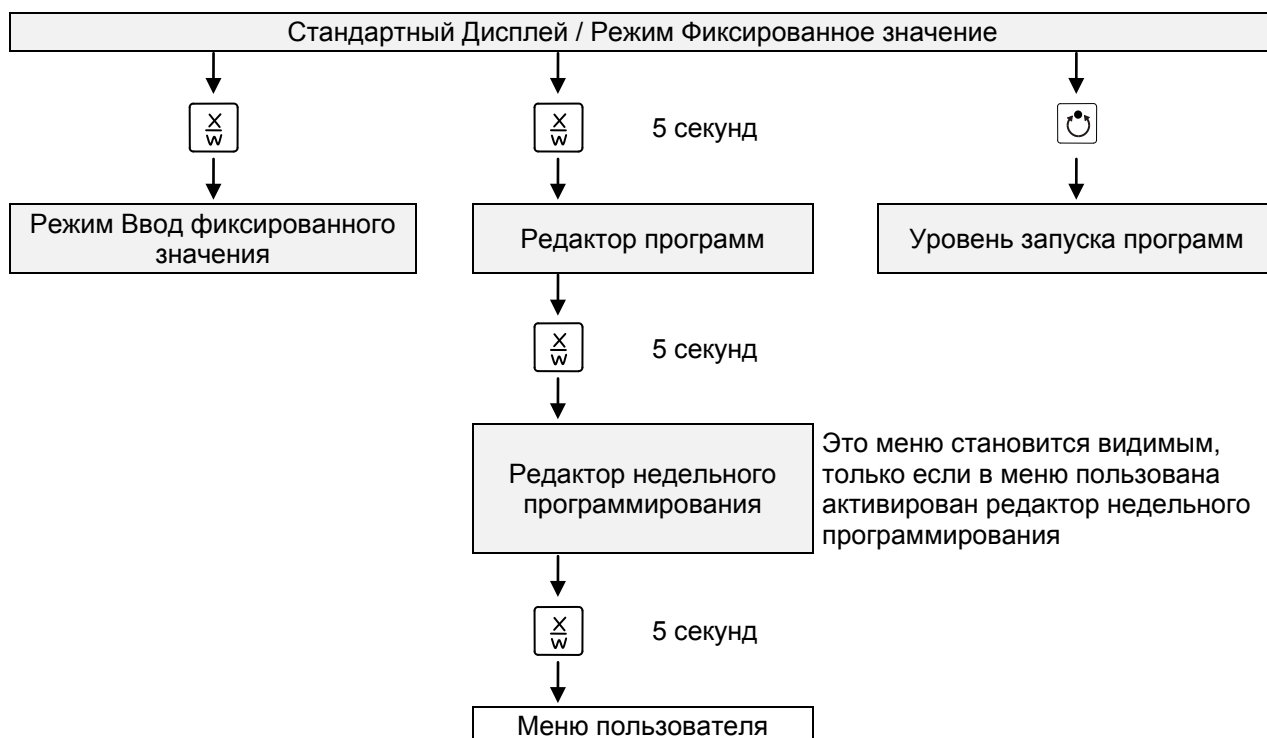 Стандартный Дисплей / Режим Фиксированное значение
X
W
X
W
5 секунд
Режим Ввод фиксированного
значения
Редактор программ
Уровень запуска программ
X
W
5 секунд
Редактор недельного
программирования
Это меню становится видимым,
только если в меню пользована
активирован редактор недельного
программирования
X
W
5 секунд
Меню пользователя